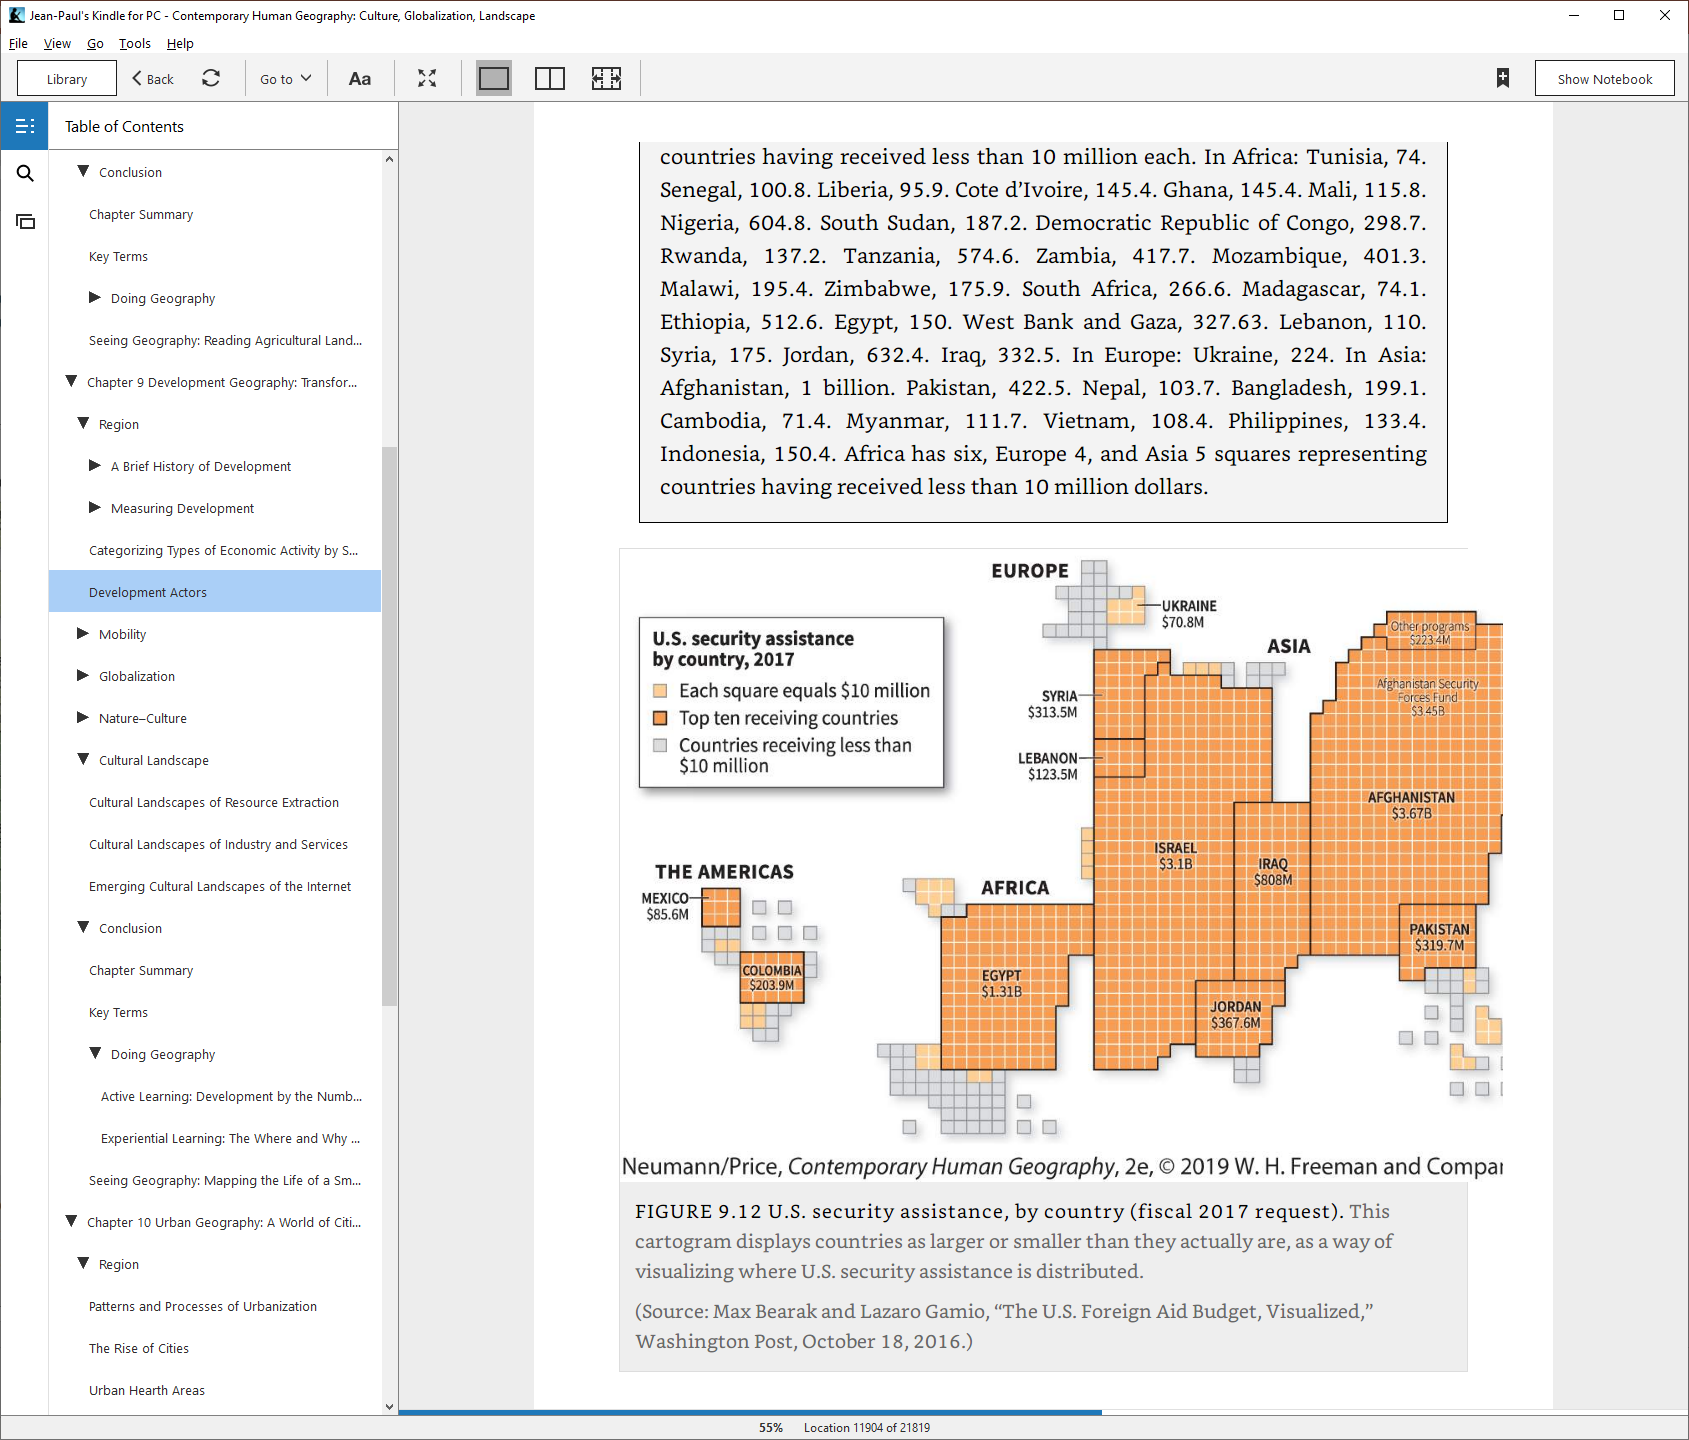 Jean-Paul's Kindle for PC - Contemporary Human Geography: Culture, Globalization, Landscape
File View Go Tools Help
Library Back Go to Aa Show Notebook
Table of Contents
Conclusion
Chapter Summary
Key Terms
Doing Geography
Seeing Geography: Reading Agricultural Land...
Chapter 9 Development Geography: Transfor...
Region
A Brief History of Development
Measuring Development
Categorizing Types of Economic Activity by S...
Development Actors
Mobility
Globalization
Nature–Culture
Cultural Landscape
Cultural Landscapes of Resource Extraction
Cultural Landscapes of Industry and Services
Emerging Cultural Landscapes of the Internet
Conclusion
Chapter Summary
Key Terms
Doing Geography
Active Learning: Development by the Numb...
Experiential Learning: The Where and Why ...
Seeing Geography: Mapping the Life of a Sm...
Chapter 10 Urban Geography: A World of Citi...
Region
Patterns and Processes of Urbanization
The Rise of Cities
Urban Hearth Areas
countries having received less than 10 million each. In Africa: Tunisia, 74.
Senegal, 100.8. Liberia, 95.9. Cote d’Ivoire, 145.4. Ghana, 145.4. Mali, 115.8.
Nigeria, 604.8. South Sudan, 187.2. Democratic Republic of Congo, 298.7.
Rwanda, 137.2. Tanzania, 574.6. Zambia, 417.7. Mozambique, 401.3.
Malawi, 195.4. Zimbabwe, 175.9. South Africa, 266.6. Madagascar, 74.1.
Ethiopia, 512.6. Egypt, 150. West Bank and Gaza, 327.63. Lebanon, 110.
Syria, 175. Jordan, 632.4. Iraq, 332.5. In Europe: Ukraine, 224. In Asia:
Afghanistan, 1 billion. Pakistan, 422.5. Nepal, 103.7. Bangladesh, 199.1.
Cambodia, 71.4. Myanmar, 111.7. Vietnam, 108.4. Philippines, 133.4.
Indonesia, 150.4. Africa has six, Europe 4, and Asia 5 squares representing
countries having received less than 10 million dollars.
U.S. security assistance
by country, 2017
Each square equals $10 million
Top ten receiving countries
Countries receiving less than
$10 million
EUROPE
UKRAINE
$70.8M
ASIA
Other programs
$223.4M
Afghanistan Security
Forces Fund
$3.45B
SYRIA
$313.5M
LEBANON
$123.5M
AFGHANISTAN
$3.67B
ISRAEL
$3.1B
IRAQ
$808M
THE AMERICAS
MEXICO
$85.6M
COLOMBIA
$203.9M
AFRICA
EGYPT
$1.31B
PAKISTAN
$319.7M
JORDAN
$367.6M
Neumann/Price, Contemporary Human Geography, 2e, © 2019 W. H. Freeman and Compar
FIGURE 9.12 U.S. security assistance, by country (fiscal 2017 request). This
cartogram displays countries as larger or smaller than they actually are, as a way of
visualizing where U.S. security assistance is distributed.
(Source: Max Bearak and Lazaro Gamio, “The U.S. Foreign Aid Budget, Visualized,”
Washington Post, October 18, 2016.)
55% Location 11904 of 21819